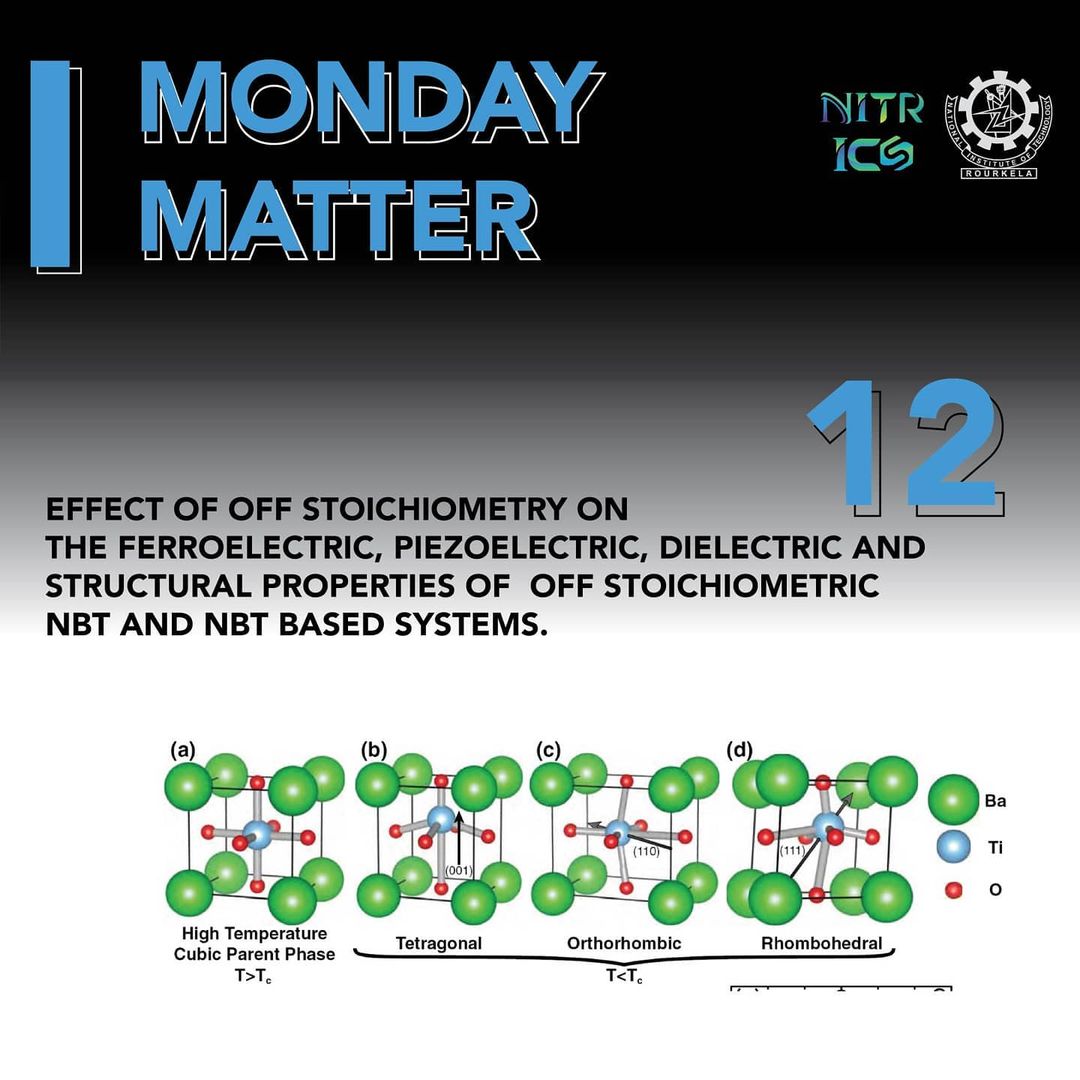 MONDAY
MATTER
NITR
ICS
NATIONAL INSTITUTE OF TECHNOLOGY
ROURKELA
12
EFFECT OF OFF STOICHIOMETRY ON
THE FERROELECTRIC, PIEZOELECTRIC, DIELECTRIC AND
STRUCTURAL PROPERTIES OF OFF STOICHIOMETRIC
NBT AND NBT BASED SYSTEMS.
(a) (b) (c) (d)
Ba
Ti
O
(001) (110) (111)
High Temperature
Cubic Parent Phase
T>Tc
Tetragonal Orthorhombic Rhombohedral
T<Tc